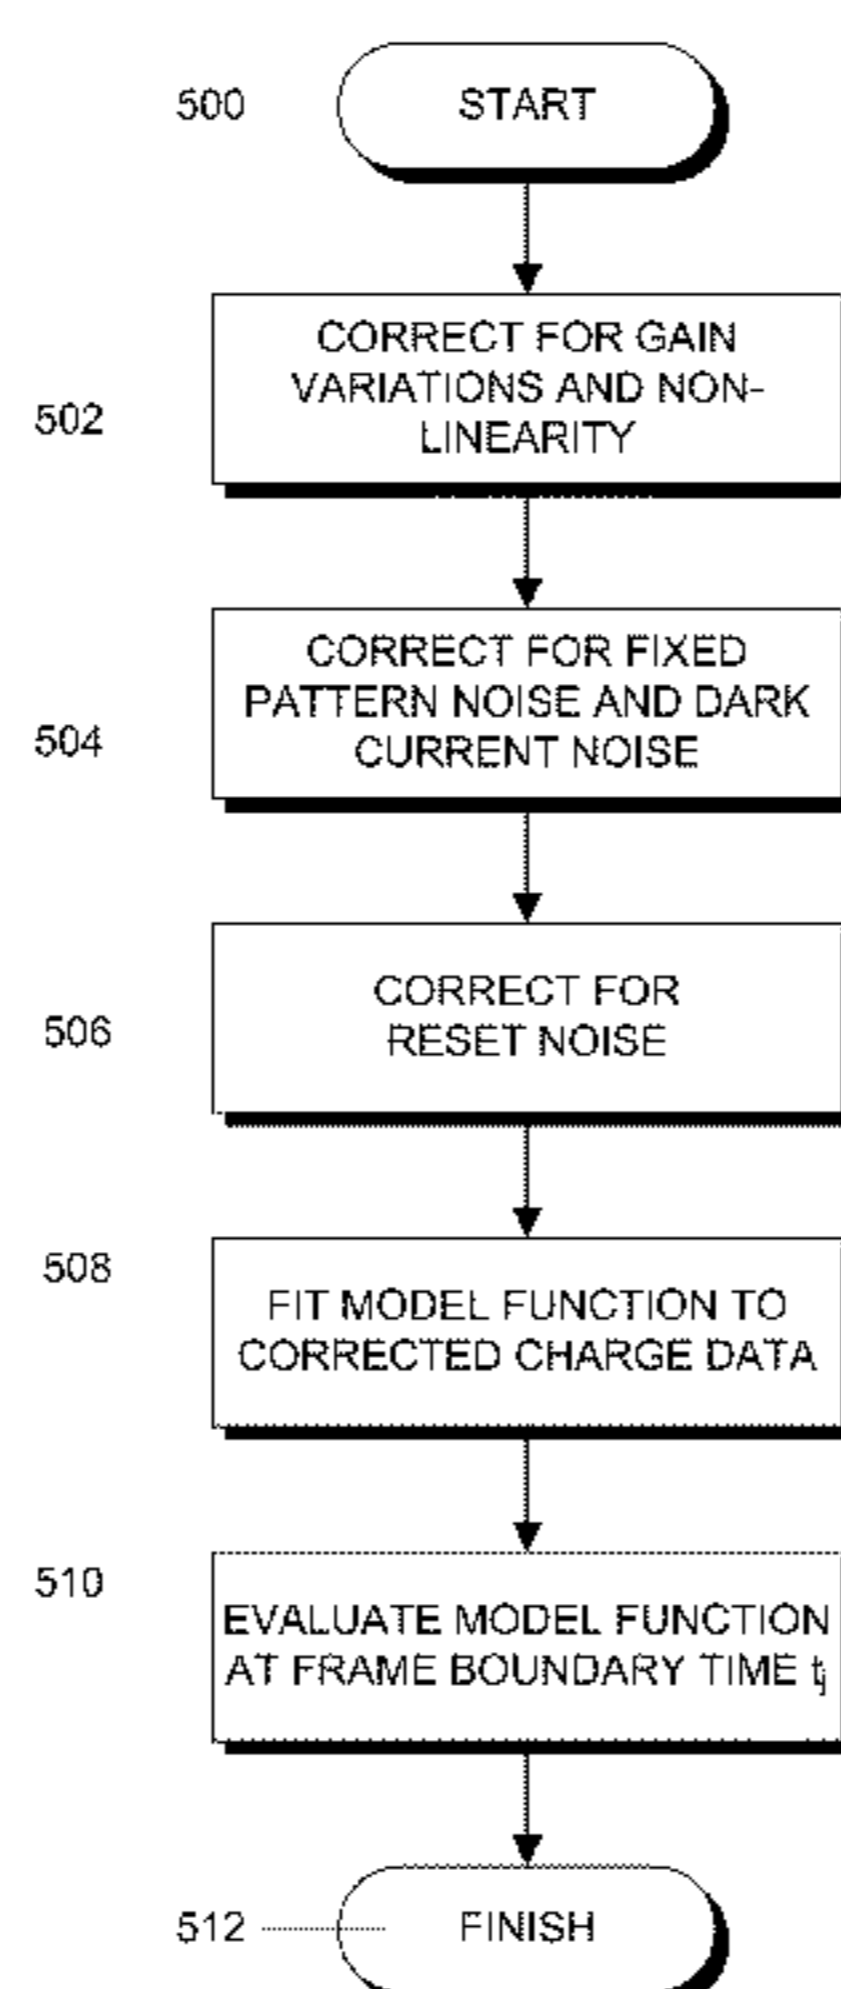 500
START
CORRECT FOR GAIN
VARIATIONS AND NON-
LINEARITY
502
CORRECT FOR FIXED
PATTERN NOISE AND DARK
CURRENT NOISE
504
CORRECT FOR
RESET NOISE
506
508
FIT MODEL FUNCTION TO
CORRECTED CHARGE DATA
510
EVALUATE MODEL FUNCTION
AT FRAME BOUNDARY TIME tj
512
FINISH